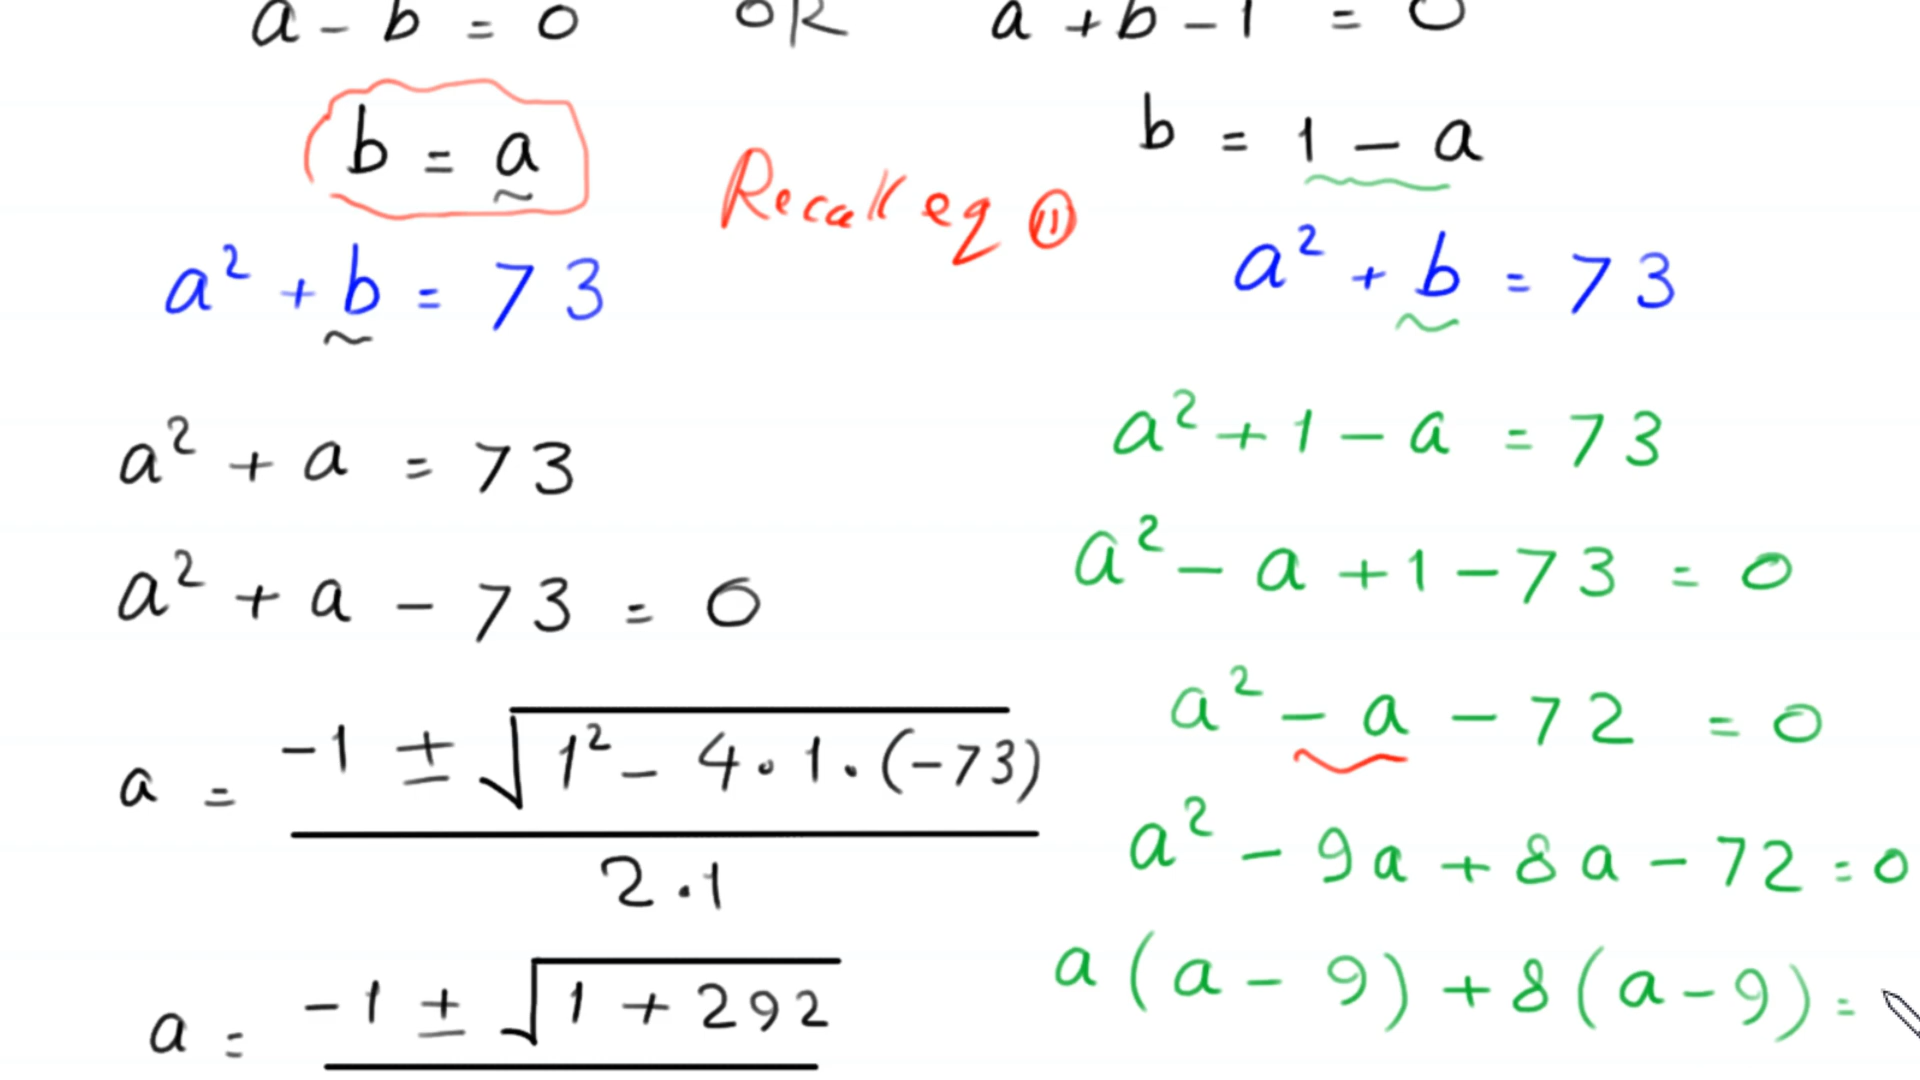 a - b = 0 OR a + b - 1 = 0
b = a
Recall eq ①
b = 1 - a
a² + b = 73
a² + b = 73
a² + a = 73
a² + 1 - a = 73
a² + a - 73 = 0
a² - a + 1 - 73 = 0
a² - a - 72 = 0
a = (-1 ± √(1² - 4·1·(-73))) / (2·1)
a² - 9a + 8a - 72 = 0
a(a - 9) + 8(a - 9) =
a = -1 ± √(1 + 292)